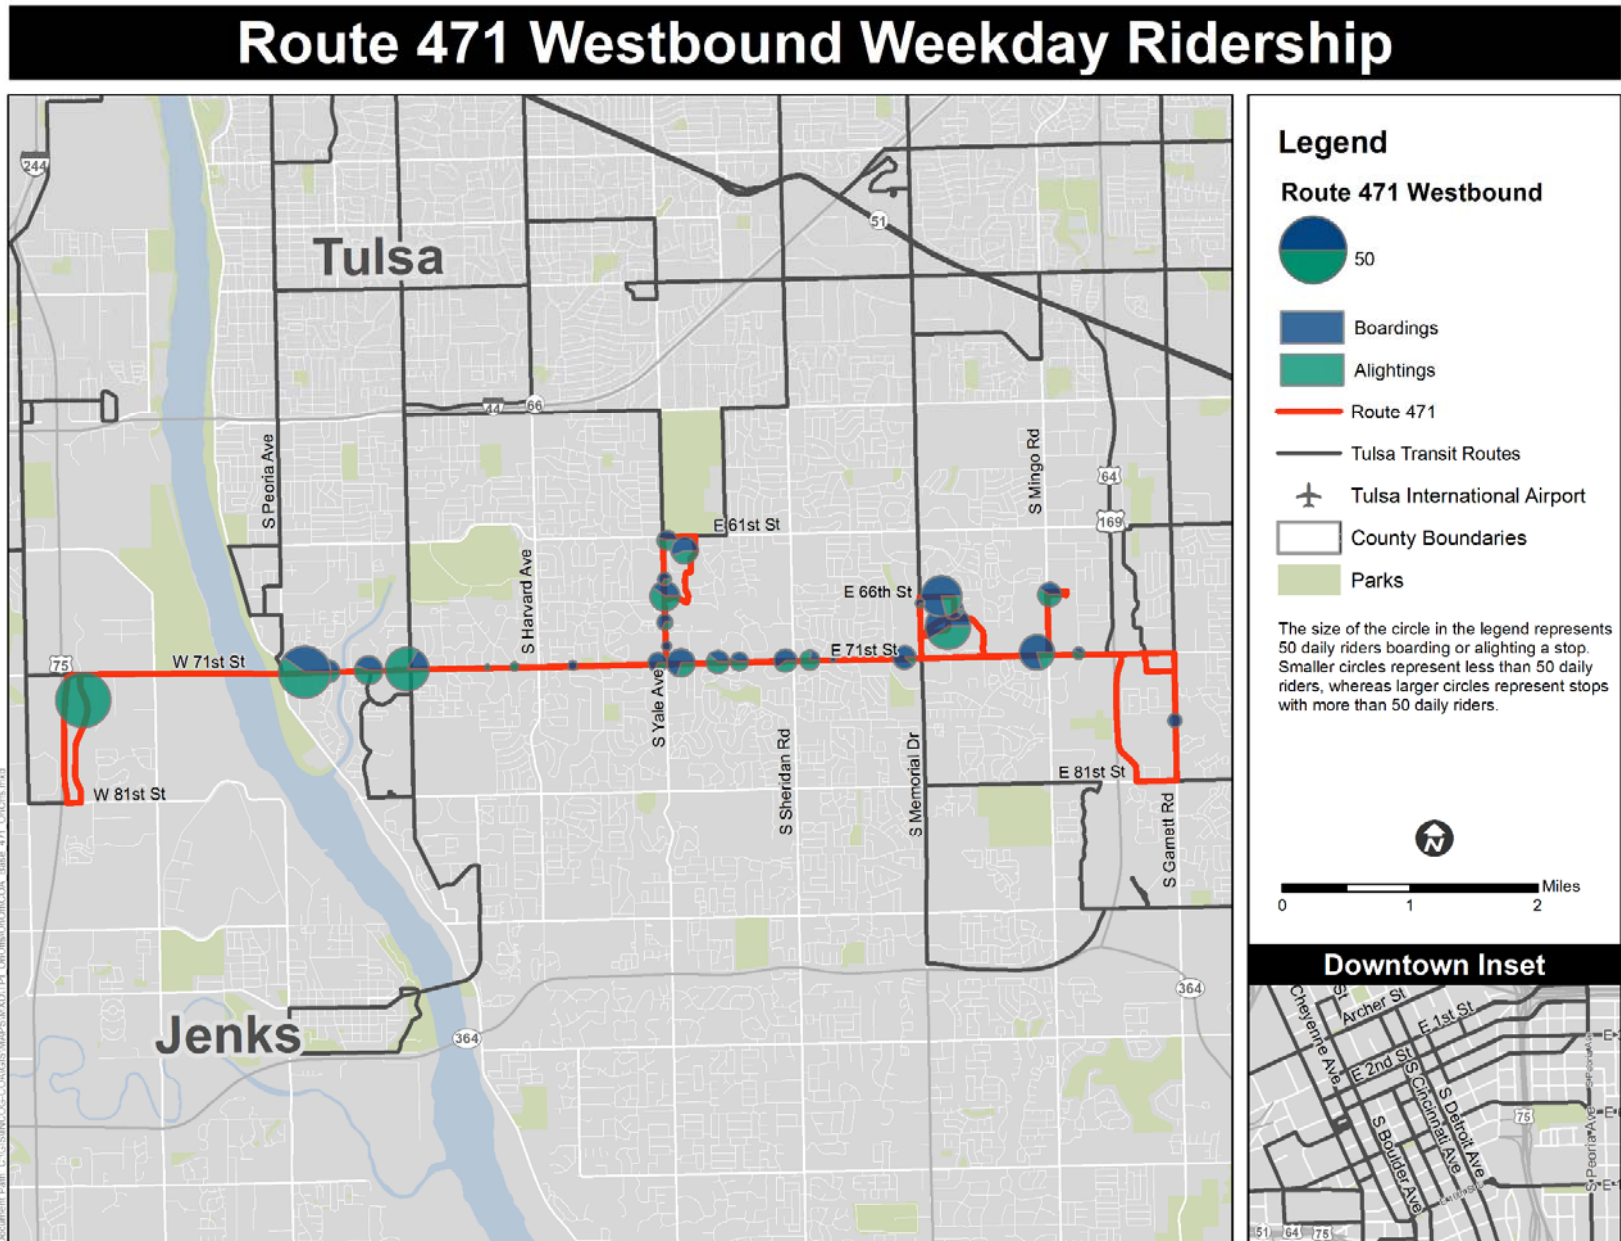 Route 471 Westbound Weekday Ridership
244
Tulsa
51
44
66
S Peoria Ave
S Harvard Ave
S Mingo Rd
64
169
E 61st St
E 66th St
E 71st St
W 71st St
75
S Yale Ave
S Sheridan Rd
S Memorial Dr
E 81st St
S Garnett Rd
W 81st St
364
Jenks
364
Legend
Route 471 Westbound
50
Boardings
Alightings
Route 471
Tulsa Transit Routes
Tulsa International Airport
County Boundaries
Parks
The size of the circle in the legend represents
50 daily riders boarding or alighting a stop.
Smaller circles represent less than 50 daily
riders, whereas larger circles represent stops
with more than 50 daily riders.
N
Miles
0 1 2
Downtown Inset
St
Archer St
Cheyenne Ave
E 1st St
E 2nd St
S Cincinnati Ave
S Detroit Ave
S Boulder Ave
75
S Peoria Ave
51 64 75